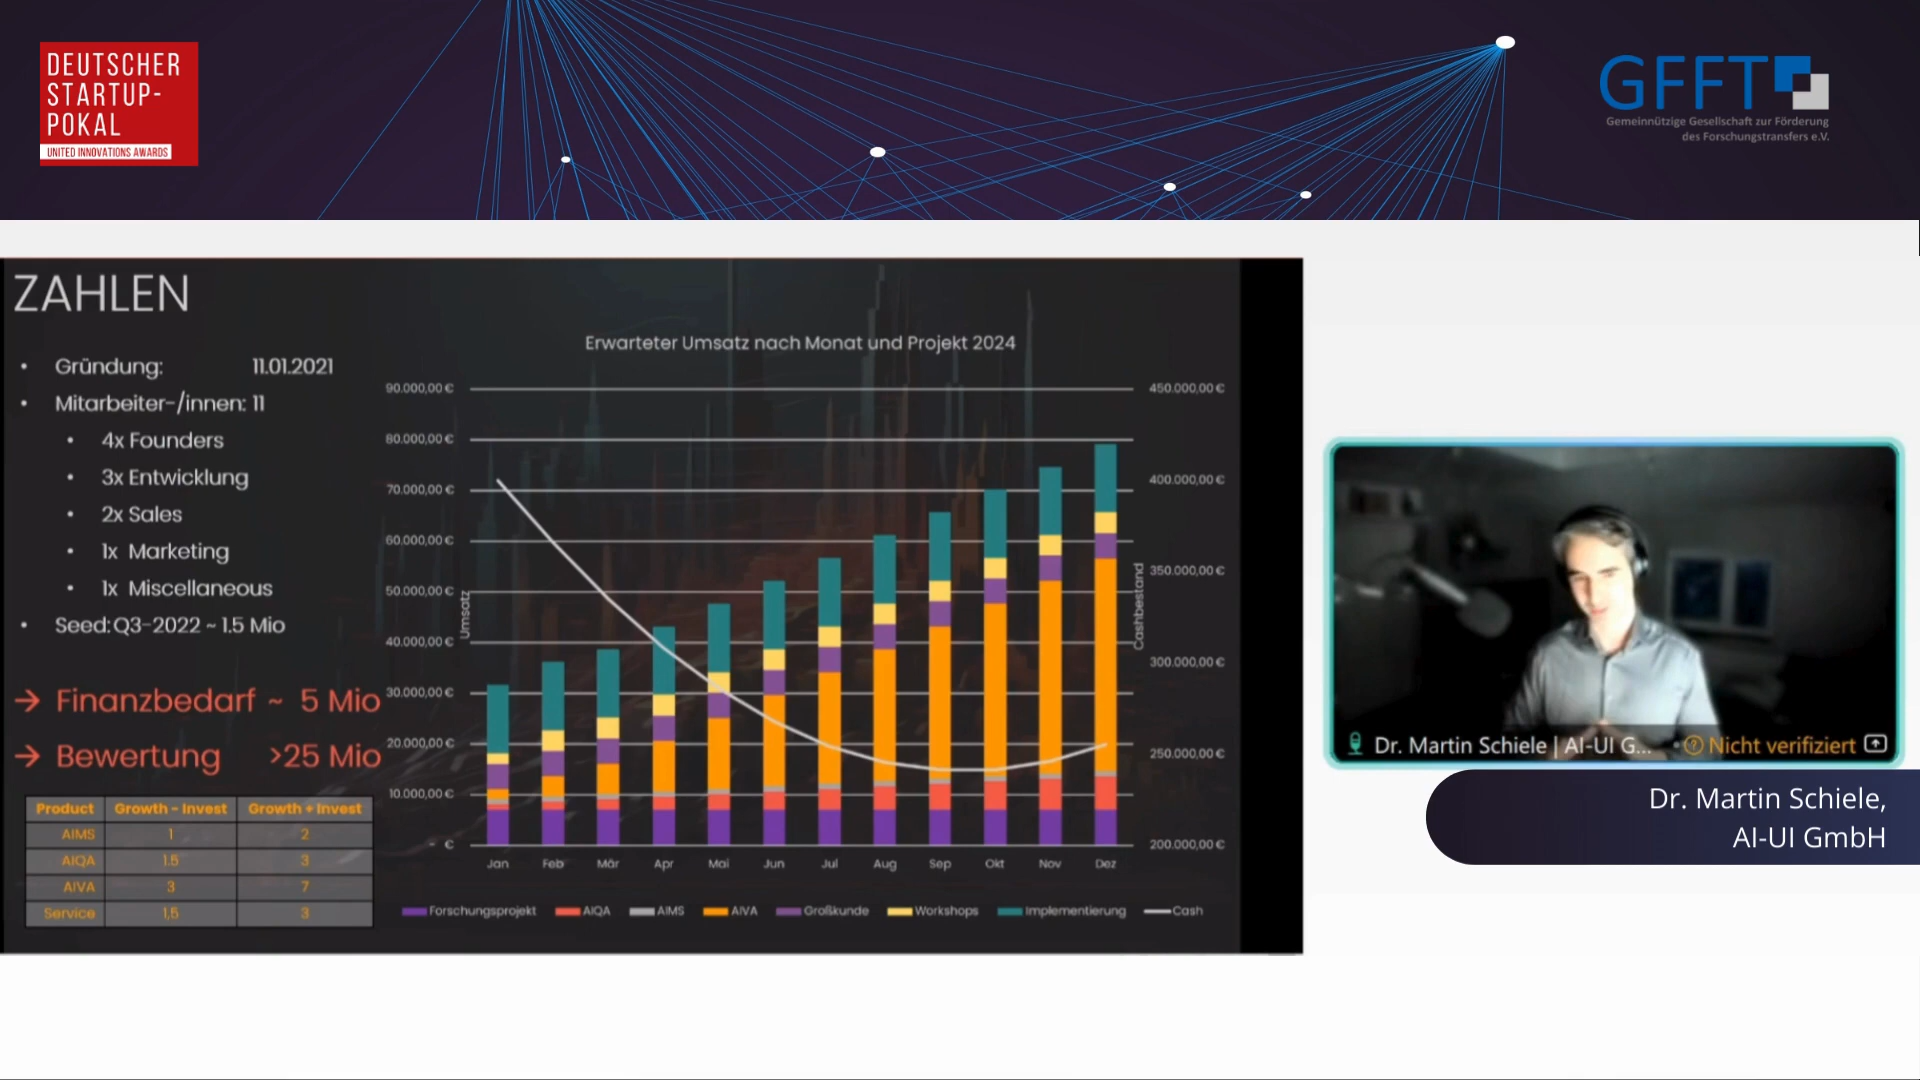 DEUTSCHER
STARTUP-
POKAL
UNITED INNOVATIONS AWARDS
GFFT
Gemeinnützige Gesellschaft zur Förderung
des Forschungstransfers e.V.
ZAHLEN
• Gründung: 11.01.2021
• Mitarbeiter-/innen: 11
• 4x Founders
• 3x Entwicklung
• 2x Sales
• 1x Marketing
• 1x Miscellaneous
• Seed: Q3-2022 ~ 1.5 Mio
→ Finanzbedarf ~ 5 Mio
→ Bewertung >25 Mio
Product Growth - Invest Growth + Invest
AIMS 1 2
AIQA 1.5 3
AIVA 3 7
Service 1,5 3
Erwarteter Umsatz nach Monat und Projekt 2024
90.000,00 €
80.000,00 €
70.000,00 €
60.000,00 €
50.000,00 €
40.000,00 €
30.000,00 €
20.000,00 €
10.000,00 €
- €
Umsatz
450.000,00 €
400.000,00 €
350.000,00 €
300.000,00 €
250.000,00 €
200.000,00 €
Cashbestand
Jan Feb Mär Apr Mai Jun Jul Aug Sep Okt Nov Dez
Forschungsprojekt AIQA AIMS AIVA Großkunde Workshops Implementierung Cash
Dr. Martin Schiele | AI-UI G... Nicht verifiziert
Dr. Martin Schiele,
AI-UI GmbH